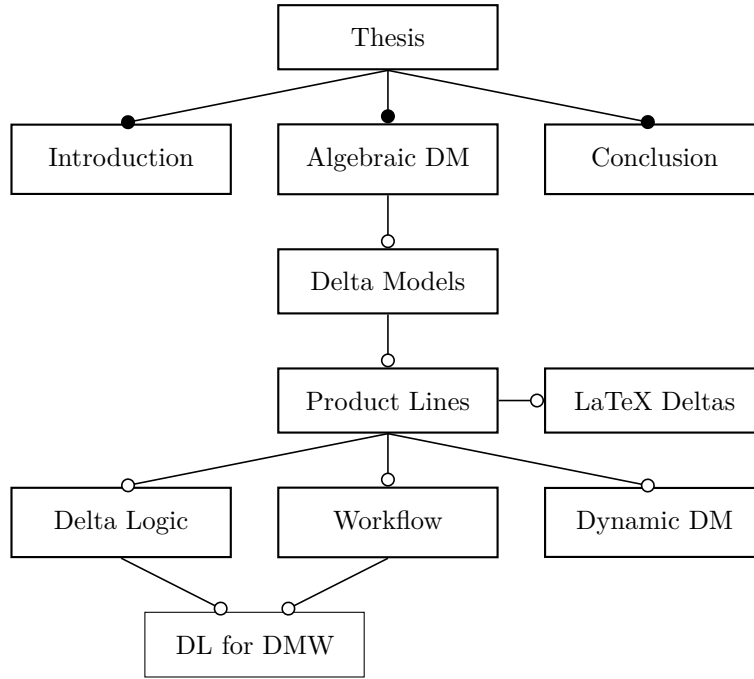 Thesis
Introduction
Algebraic DM
Conclusion
Delta Models
Product Lines
LaTeX Deltas
Delta Logic
Workflow
Dynamic DM
DL for DMW